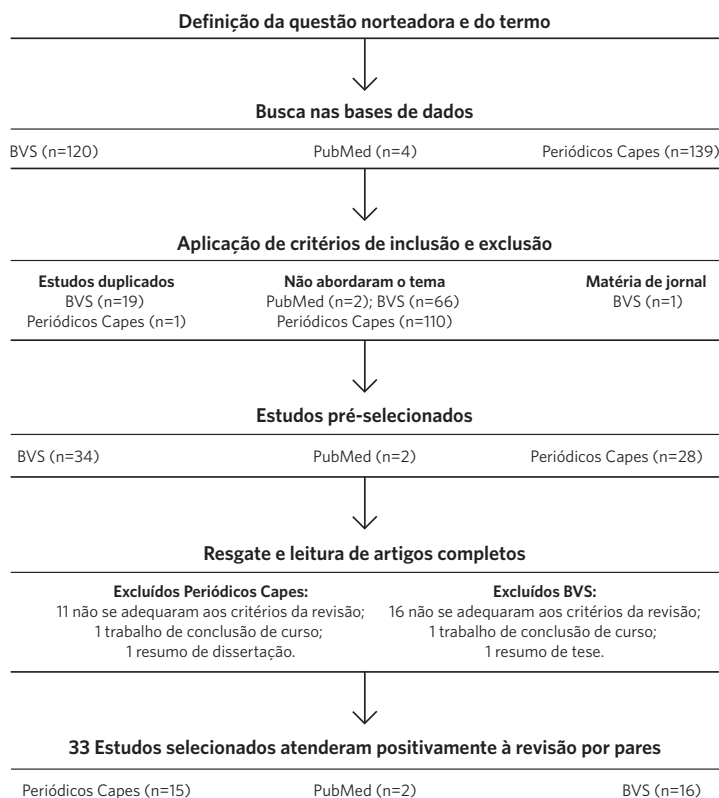 Definição da questão norteadora e do termo
Busca nas bases de dados
BVS (n=120) PubMed (n=4) Periódicos Capes (n=139)
Aplicação de critérios de inclusão e exclusão
Estudos duplicados Não abordaram o tema Matéria de jornal
BVS (n=19) PubMed (n=2); BVS (n=66) BVS (n=1)
Periódicos Capes (n=1) Periódicos Capes (n=110)
Estudos pré-selecionados
BVS (n=34) PubMed (n=2) Periódicos Capes (n=28)
Resgate e leitura de artigos completos
Excluídos Periódicos Capes: Excluídos BVS:
11 não se adequaram aos critérios da revisão; 16 não se adequaram aos critérios da revisão;
1 trabalho de conclusão de curso; 1 trabalho de conclusão de curso;
1 resumo de dissertação. 1 resumo de tese.
33 Estudos selecionados atenderam positivamente à revisão por pares
Periódicos Capes (n=15) PubMed (n=2) BVS (n=16)